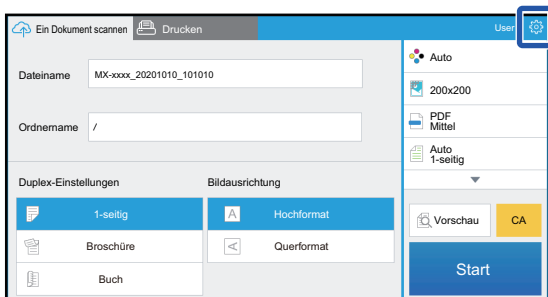 Ein Dokument scannen
Drucken
User
Dateiname
MX-xxxx_20201010_101010
Ordnername
/
Duplex-Einstellungen
Bildausrichtung
1-seitig
A
Hochformat
Broschüre
A
Querformat
Buch
Auto
200x200
PDF
Mittel
Auto
1-seitig
Vorschau
CA
Start